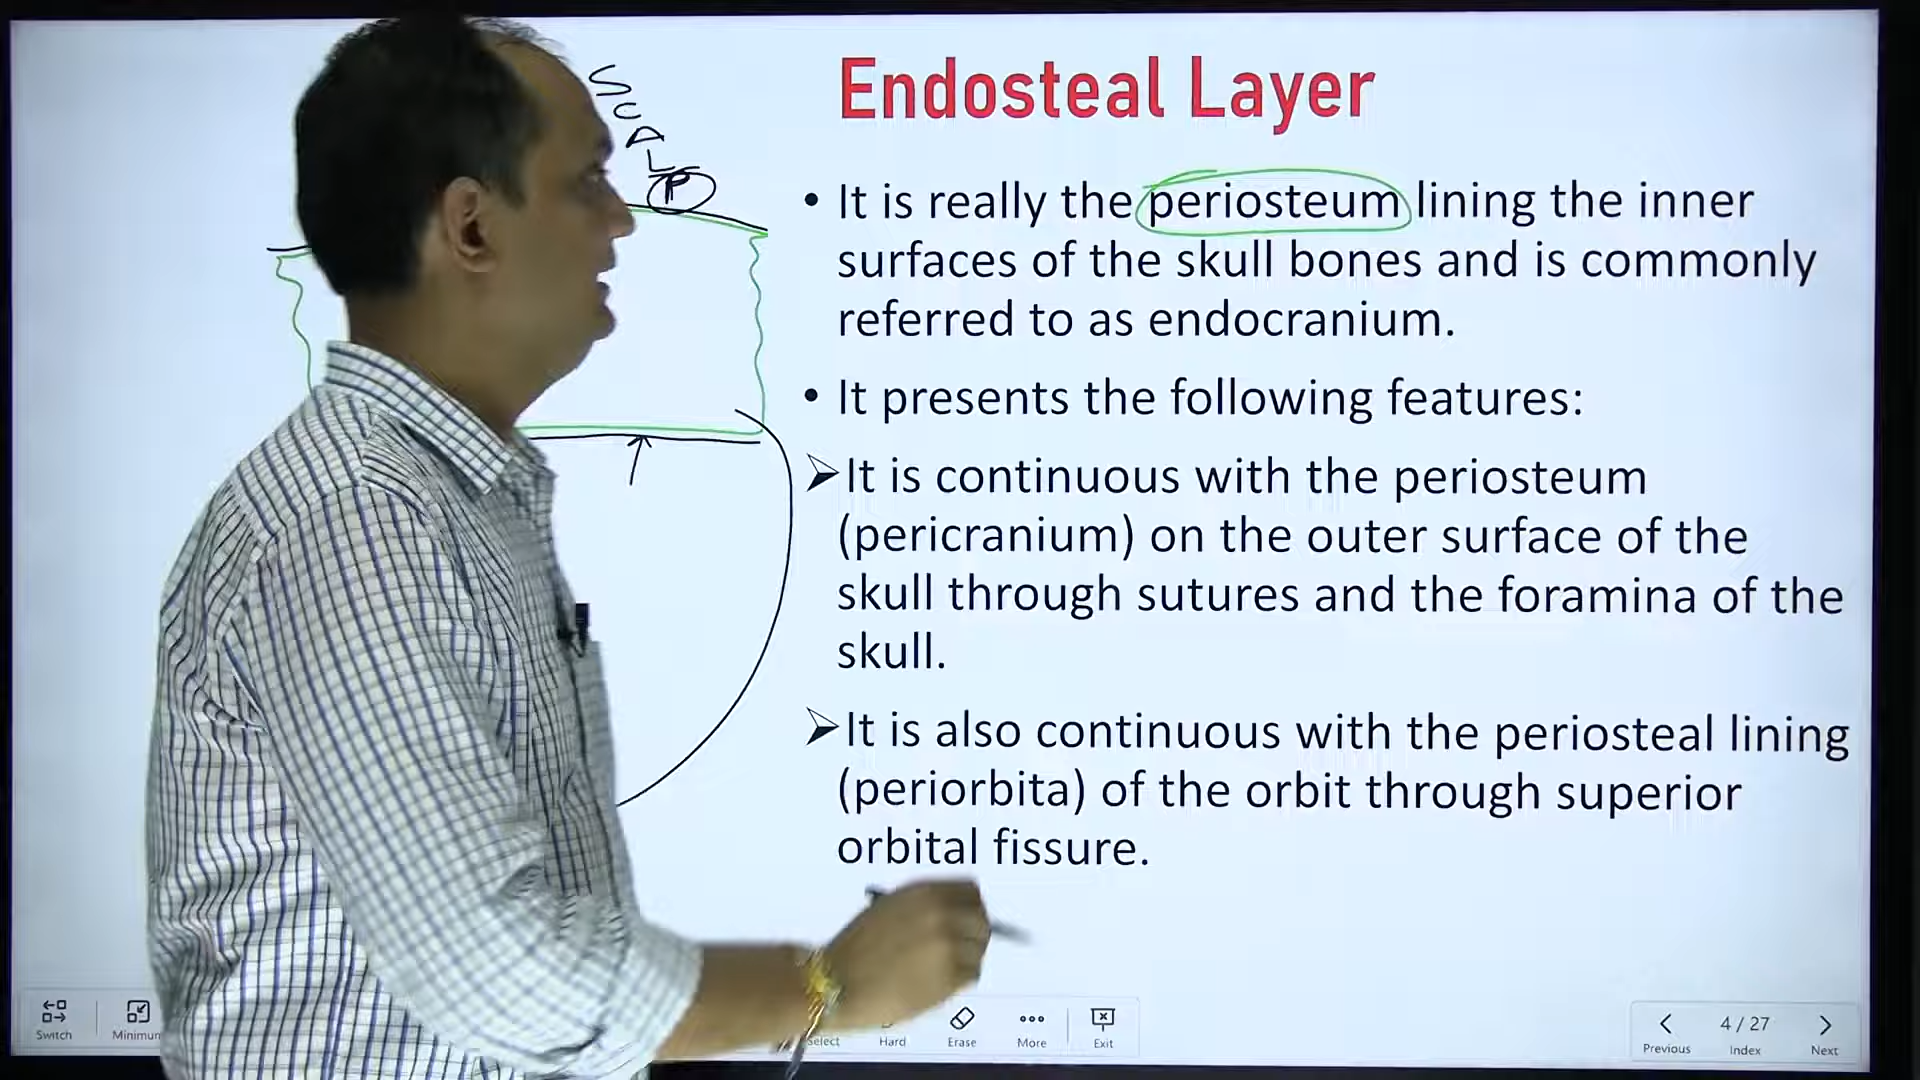 Endosteal Layer
SCAL
P
• It is really the periosteum lining the inner
surfaces of the skull bones and is commonly
referred to as endocranium.
• It presents the following features:
➢It is continuous with the periosteum
(pericranium) on the outer surface of the
skull through sutures and the foramina of the
skull.
➢It is also continuous with the periosteal lining
(periorbita) of the orbit through superior
orbital fissure.
Switch Minimum Select Hard Erase More Exit
4 / 27
Previous Index Next